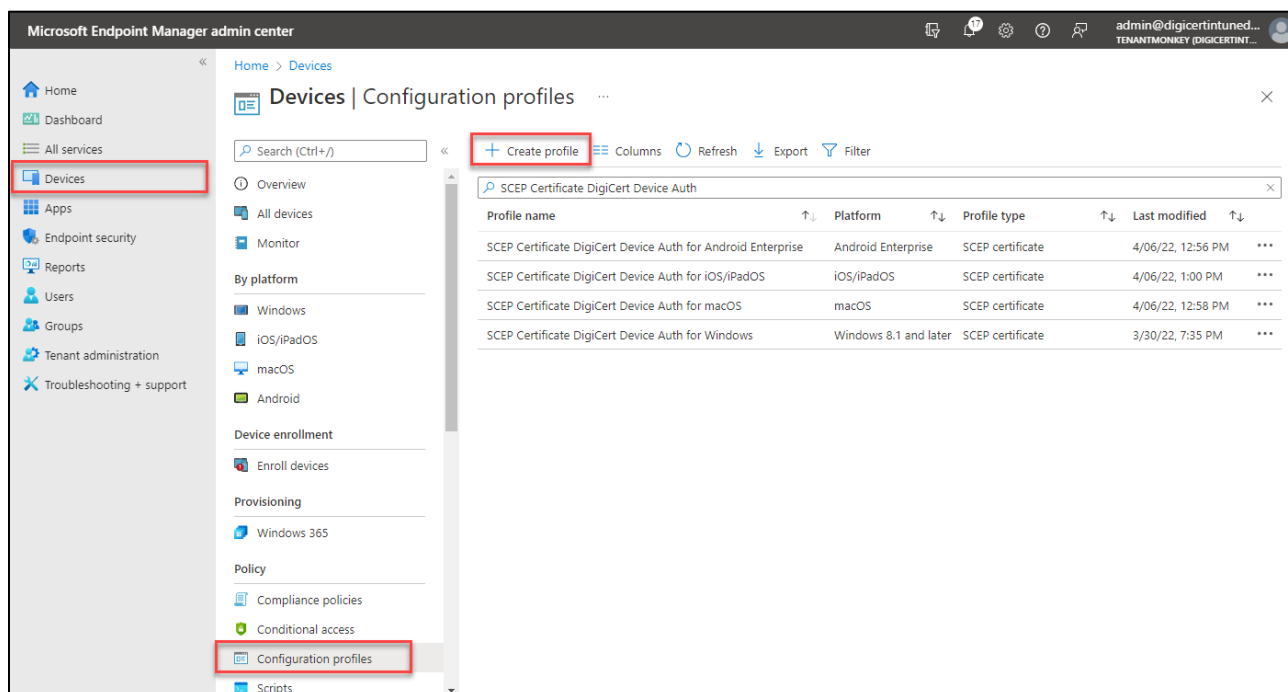 Microsoft Endpoint Manager admin center
17
admin@digicertintuned...
TENANTMONKEY (DIGICERTINT...
Home
Dashboard
All services
Devices
Apps
Endpoint security
Reports
Users
Groups
Tenant administration
Troubleshooting + support
Home > Devices
Devices | Configuration profiles ...
Search (Ctrl+/)
Overview
All devices
Monitor
By platform
Windows
iOS/iPadOS
macOS
Android
Device enrollment
Enroll devices
Provisioning
Windows 365
Policy
Compliance policies
Conditional access
Configuration profiles
Scripts
+ Create profile Columns Refresh Export Filter
SCEP Certificate DigiCert Device Auth
Profile name Platform Profile type Last modified
SCEP Certificate DigiCert Device Auth for Android Enterprise Android Enterprise SCEP certificate 4/06/22, 12:56 PM ...
SCEP Certificate DigiCert Device Auth for iOS/iPadOS iOS/iPadOS SCEP certificate 4/06/22, 1:00 PM ...
SCEP Certificate DigiCert Device Auth for macOS macOS SCEP certificate 4/06/22, 12:58 PM ...
SCEP Certificate DigiCert Device Auth for Windows Windows 8.1 and later SCEP certificate 3/30/22, 7:35 PM ...